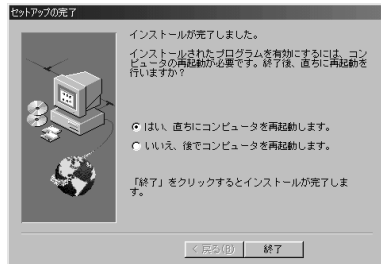 セットアップの完了
インストールが完了しました。
インストールされたプログラムを有効にするには、コン
ピュータの再起動が必要です。終了後、直ちに再起動を
行いますか？
はい、直ちにコンピュータを再起動します。
いいえ、後でコンピュータを再起動します。
「終了」をクリックするとインストールが完了しま
す。
< 戻る(B)
終了